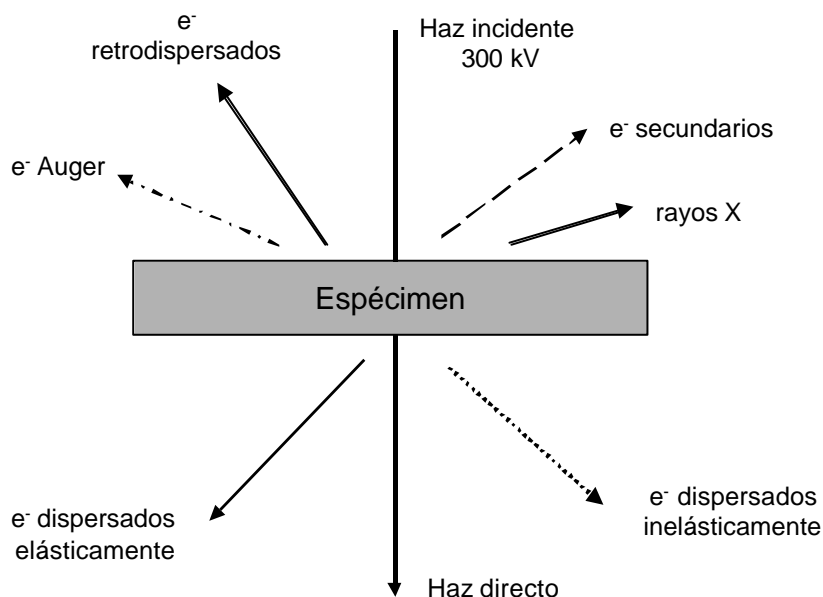 e-
retrodispersados
Haz incidente
300 kV
e- secundarios
e- Auger
rayos X
Espécimen
e- dispersados
elásticamente
e- dispersados
inelásticamente
Haz directo